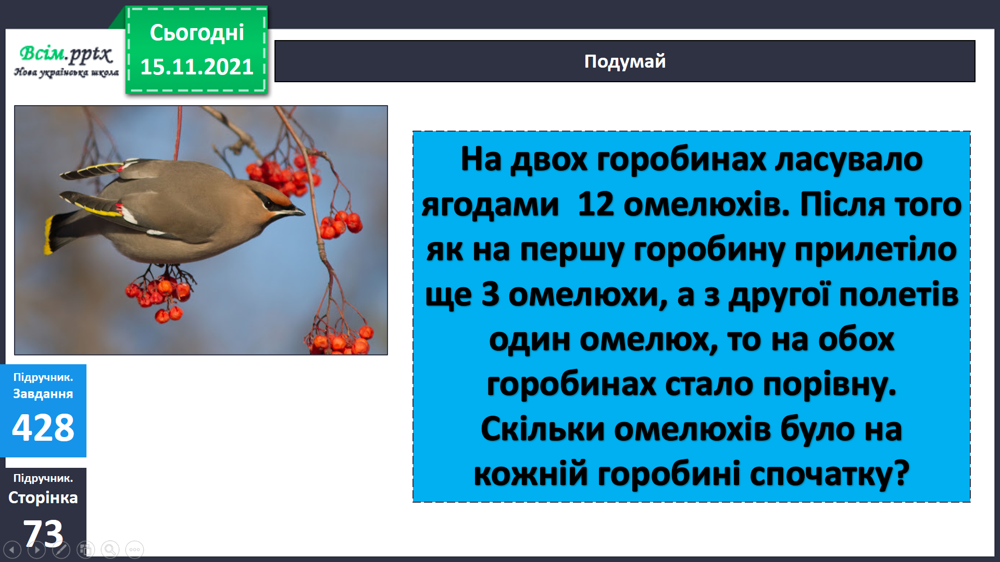 Всім.pptx
Нова українська школа
Сьогодні
15.11.2021
Подумай
На двох горобинах ласувало
ягодами 12 омелюхів. Після того
як на першу горобину прилетіло
ще 3 омелюхи, а з другої полетів
один омелюх, то на обох
горобинах стало порівну.
Скільки омелюхів було на
кожній горобині спочатку?
Підручник.
Завдання
428
Підручник.
Сторінка
73